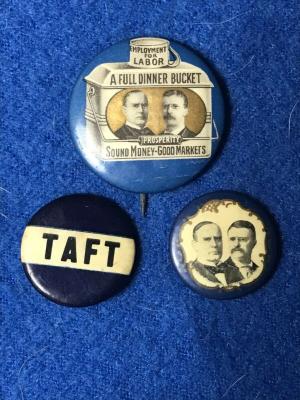 EMPLOYMENT
FOR
LABOR
A FULL DINNER BUCKET
PROSPERITY
SOUND MONEY-GOOD MARKETS
TAFT